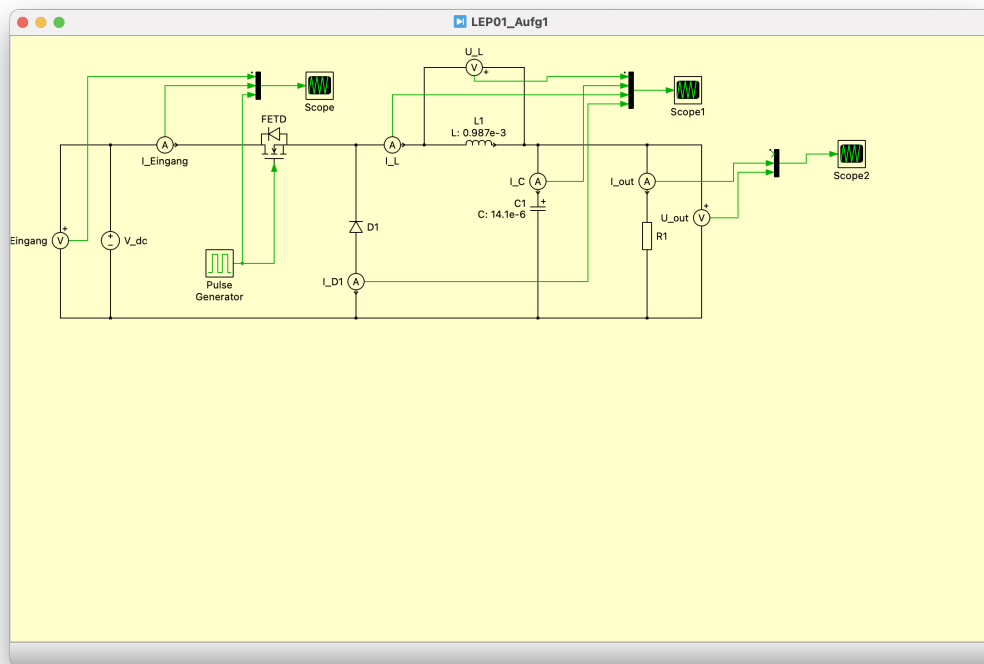 LEP01_Aufg1
U_L
V
+
Scope
Scope1
FETD
L1
L: 0.987e-3
A
I_Eingang
A
I_L
Scope2
I_C
A
I_out
A
C1
+
C: 14.1e-6
U_out
V
+
R1
D1
Eingang
V
+
+
–
V_dc
Pulse
Generator
I_D1
A